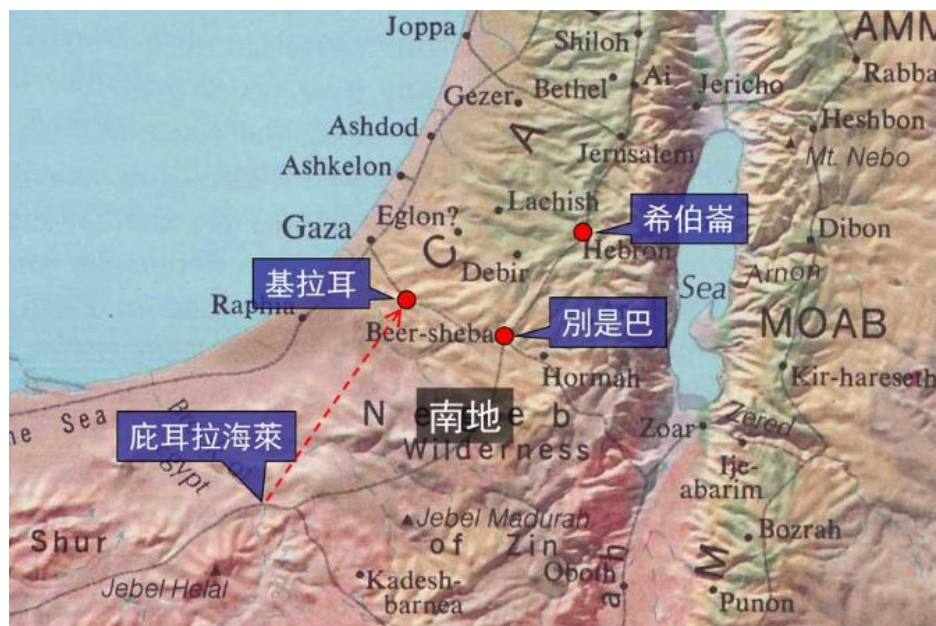 Joppa
Shiloh
AMM
Rabba
Bethel
Ai
Jericho
Gezer
Heshbon
Ashdod
A
Jerusalem
Mt. Nebo
Ashkelon
Lachish
希伯崙
Eglon?
Gaza
C
Hebron
Dibon
Debir
基拉耳
Sea
Arnon
Raphia
Beer-sheba
別是巴
MOAB
Hormah
Kir-hareseth
he Sea
南地
N e e b
庇耳拉海萊
Wilderness
Zoar
Zered
Ije-
abarim
Jebel Madurah
Shur
of Zin
Bozrah
Jebel Helal
Kadesh-
barnea
Oboth
M
Punon